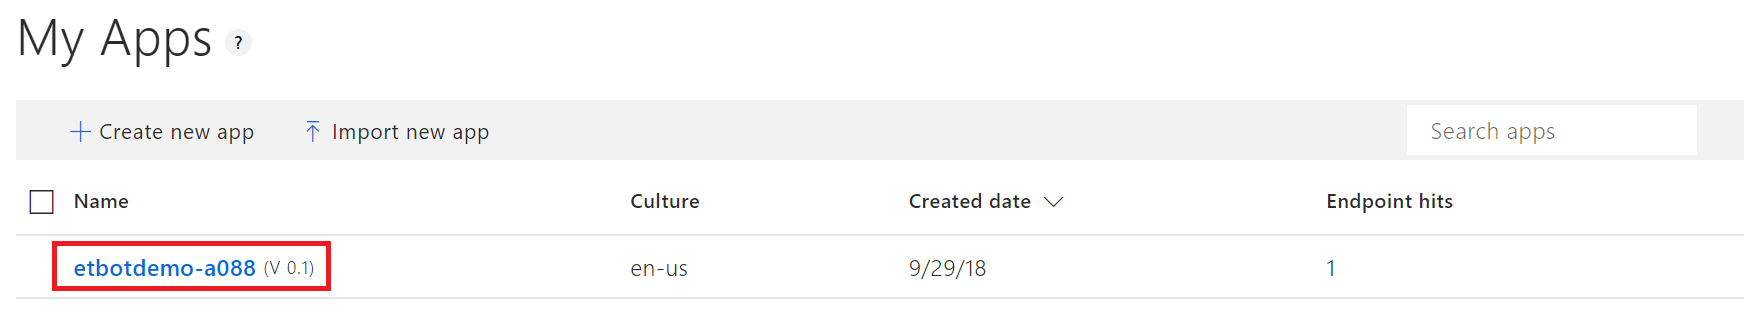 My Apps ?
Create new app Import new app Search apps
Name Culture Created date Endpoint hits
etbotdemo-a088 (V 0.1) en-us 9/29/18 1